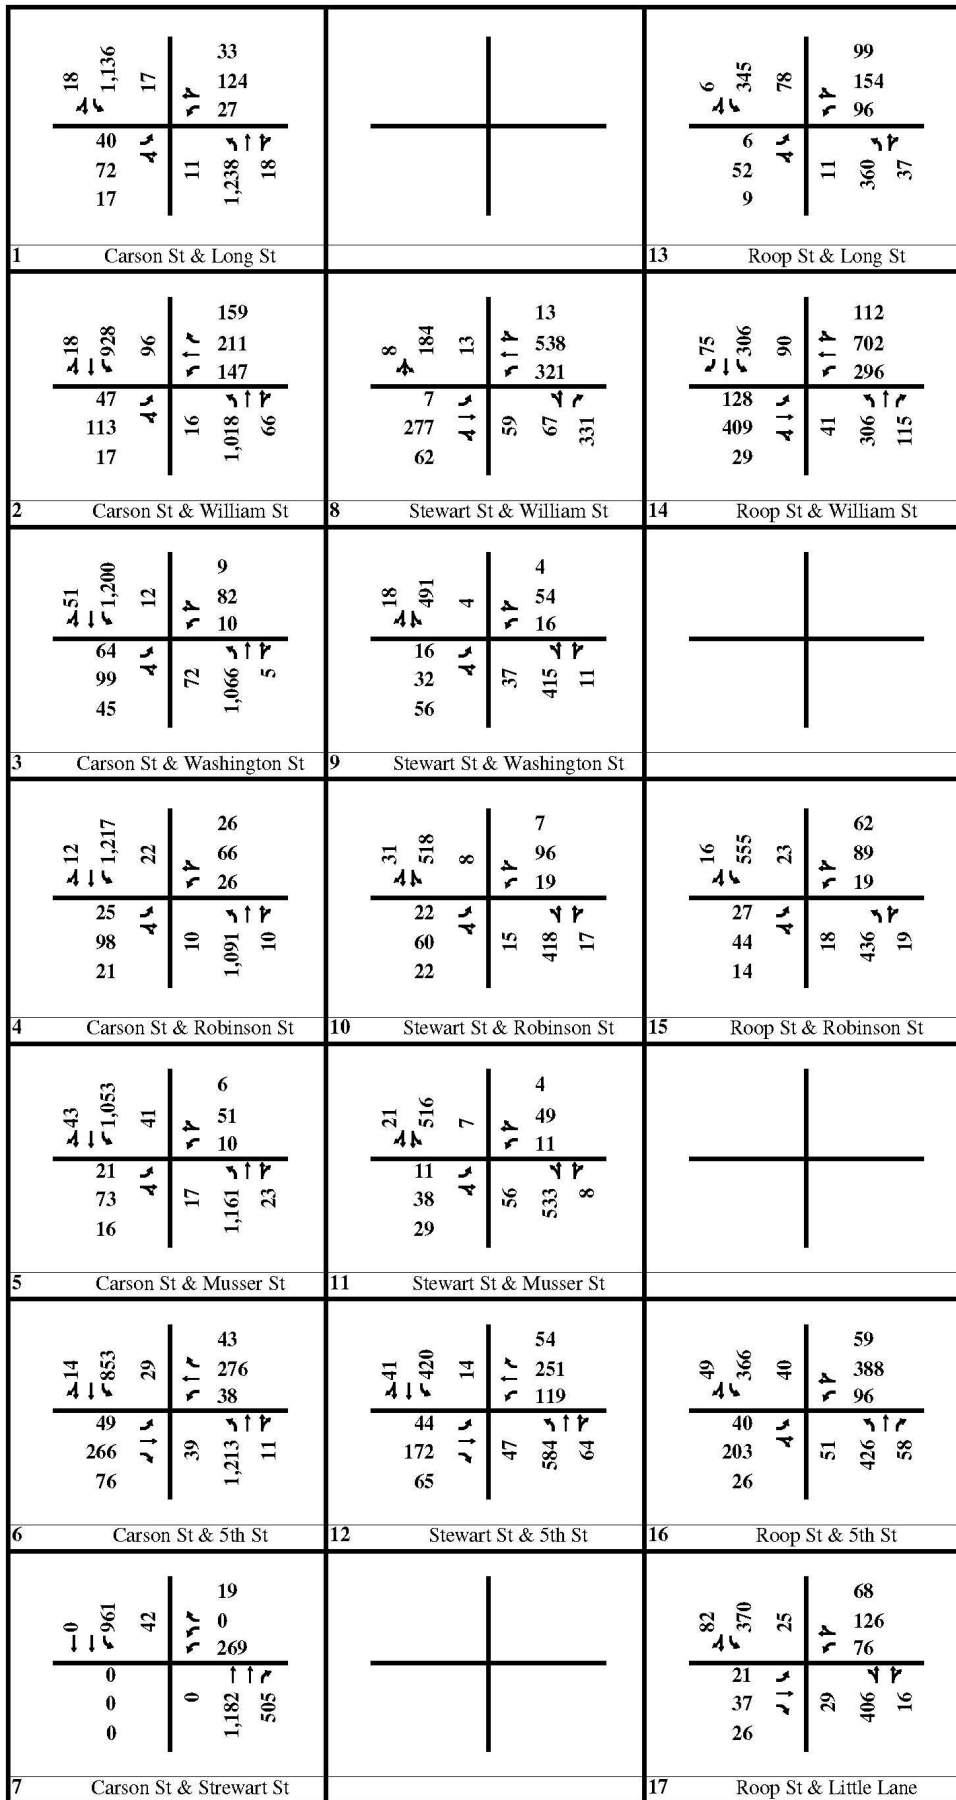 18 1,136 17
33
124
27
40
72
17
11 1,238 18
1 Carson St & Long St
6 345 78
99
154
96
6
52
9
11 360 37
13 Roop St & Long St
18 928 96
159
211
147
47
113
17
16 1,018 66
2 Carson St & William St
8 184 13
13
538
321
7
277
62
59 67 331
8 Stewart St & William St
75 306 90
112
702
296
128
409
29
41 306 115
14 Roop St & William St
51 1,200 12
9
82
10
64
99
45
72 1,066 5
3 Carson St & Washington St
18 491 4
4
54
16
16
32
56
37 415 11
9 Stewart St & Washington St
12 1,217 22
26
66
26
25
98
21
10 1,091 10
4 Carson St & Robinson St
31 518 8
7
96
19
22
60
22
15 418 17
10 Stewart St & Robinson St
16 555 23
62
89
19
27
44
14
18 436 19
15 Roop St & Robinson St
43 1,053 41
6
51
10
21
73
16
17 1,161 23
5 Carson St & Musser St
21 516 7
4
49
11
11
38
29
56 533 8
11 Stewart St & Musser St
14 853 29
43
276
38
49
266
76
39 1,213 11
6 Carson St & 5th St
41 420 14
54
251
119
44
172
65
47 584 64
12 Stewart St & 5th St
49 366 40
59
388
96
40
203
26
51 426 58
16 Roop St & 5th St
0 961 42
19
0
269
0
0
0
0 1,182 505
7 Carson St & Strewart St
82 370 25
68
126
76
21
37
26
29 406 16
17 Roop St & Little Lane